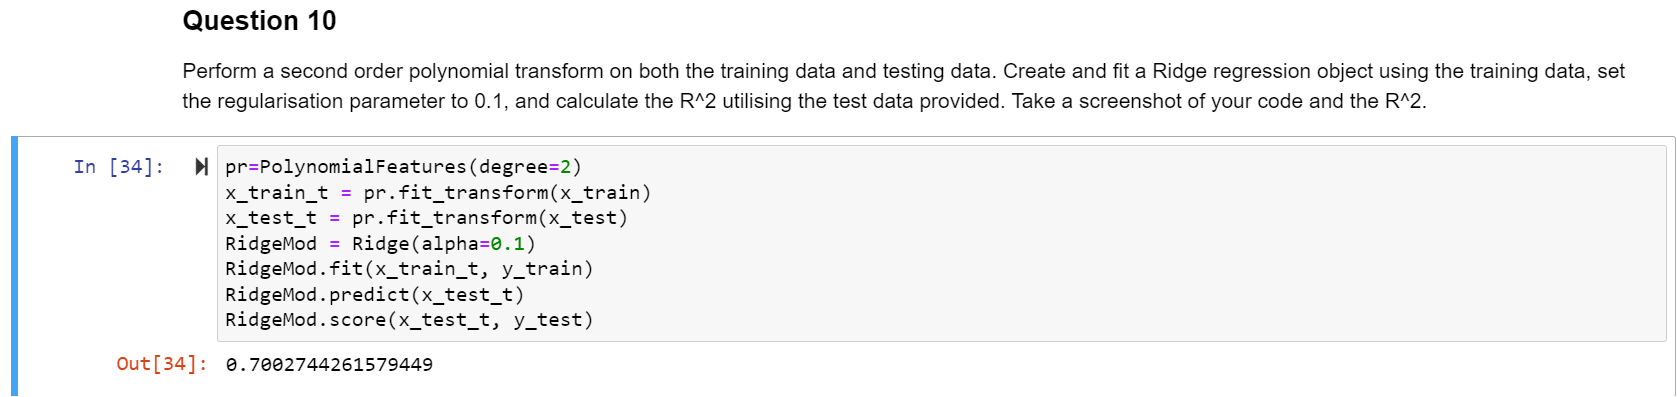 Question 10
Perform a second order polynomial transform on both the training data and testing data. Create and fit a Ridge regression object using the training data, set
the regularisation parameter to 0.1, and calculate the R^2 utilising the test data provided. Take a screenshot of your code and the R^2.
In [34]:
pr=PolynomialFeatures(degree=2)
x_train_t = pr.fit_transform(x_train)
x_test_t = pr.fit_transform(x_test)
RidgeMod = Ridge(alpha=0.1)
RidgeMod.fit(x_train_t, y_train)
RidgeMod.predict(x_test_t)
RidgeMod.score(x_test_t, y_test)
Out[34]: 0.7002744261579449